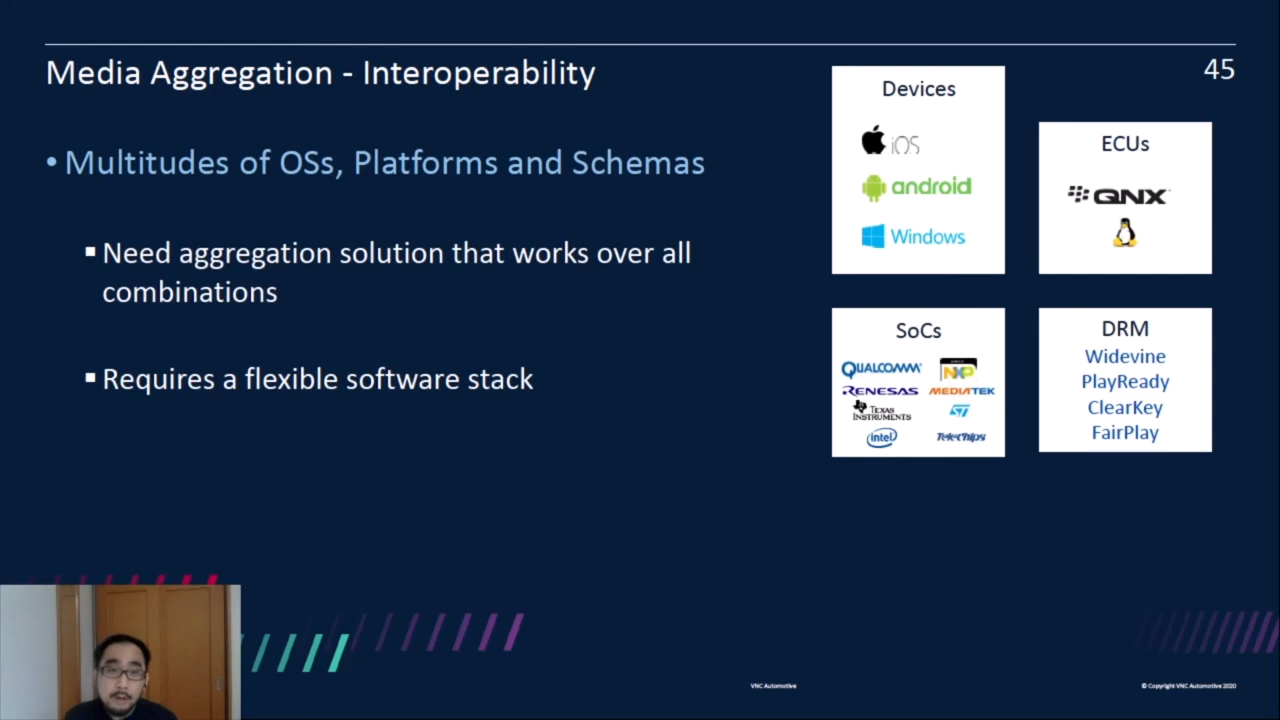 Media Aggregation - Interoperability
45
• Multitudes of OSs, Platforms and Schemas
▪ Need aggregation solution that works over all
combinations
▪ Requires a flexible software stack
Devices
iOS
android
Windows
ECUs
QNX
SoCs
QUALCOMM NXP
RENESAS MEDIATEK
TEXAS
INSTRUMENTS ST
intel Telechips
DRM
Widevine
PlayReady
ClearKey
FairPlay
VNC Automotive
© Copyright VNC Automotive 2020